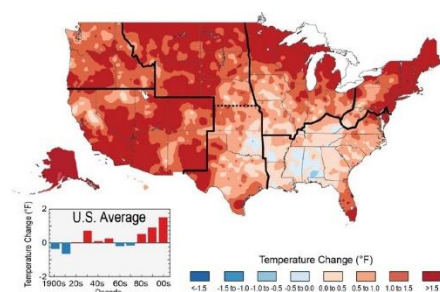 U.S. Average
Temperature Change (°F)
2
0
-2
1900s 20s 40s 60s 80s 00s
Decade
Temperature Change (°F)
<-1.5 -1.5 to -1.0 -1.0 to -0.5 -0.5 to 0.0 0.0 to 0.5 0.5 to 1.0 1.0 to 1.5 >1.5